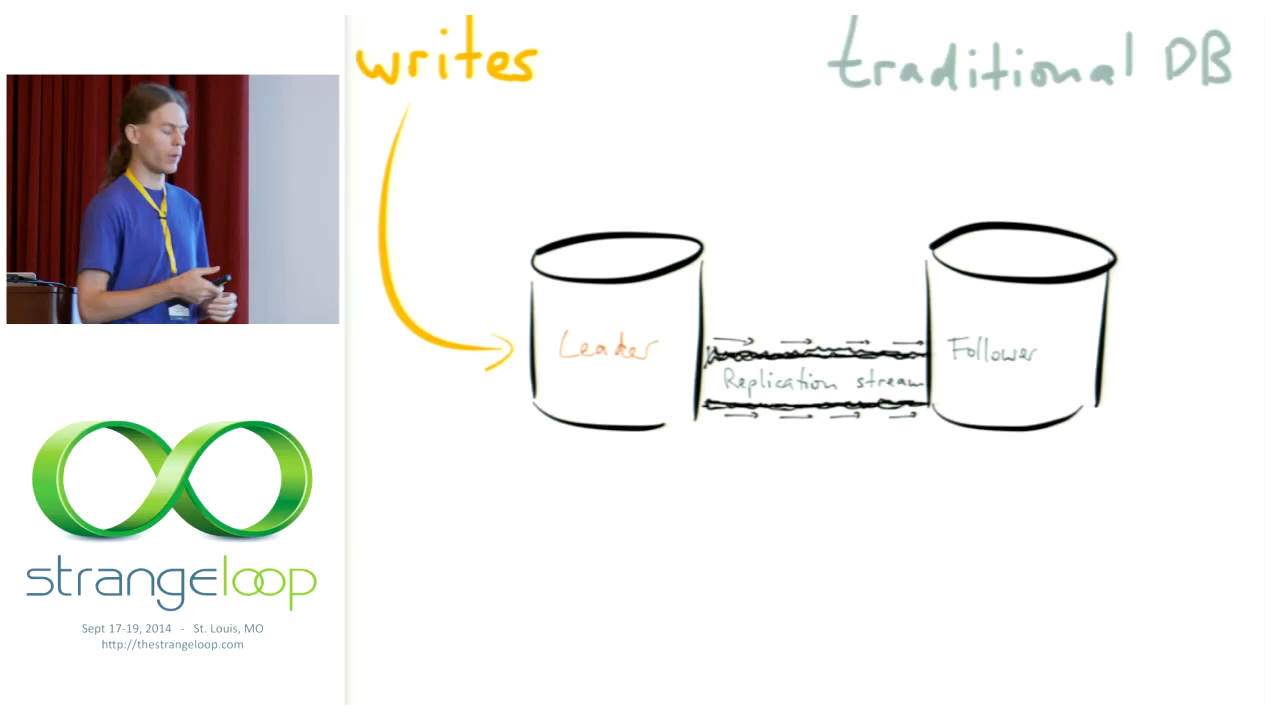 writes
traditional DB
Leader
Follower
Replication stream
strangeloop
Sept 17-19, 2014 - St. Louis, MO
http://thestrangeloop.com